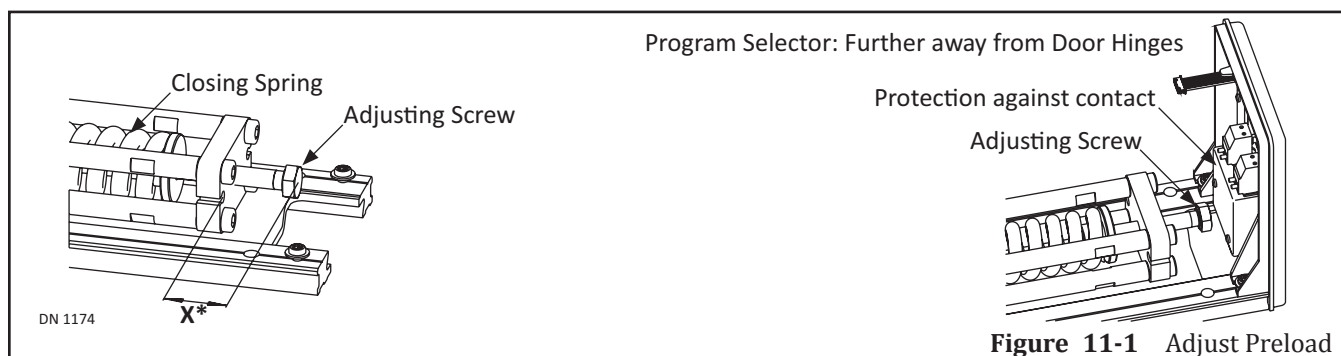 Program Selector: Further away from Door Hinges
Closing Spring
Adjusting Screw
Protection against contact
Adjusting Screw
X*
DN 1174
Figure 11-1 Adjust Preload